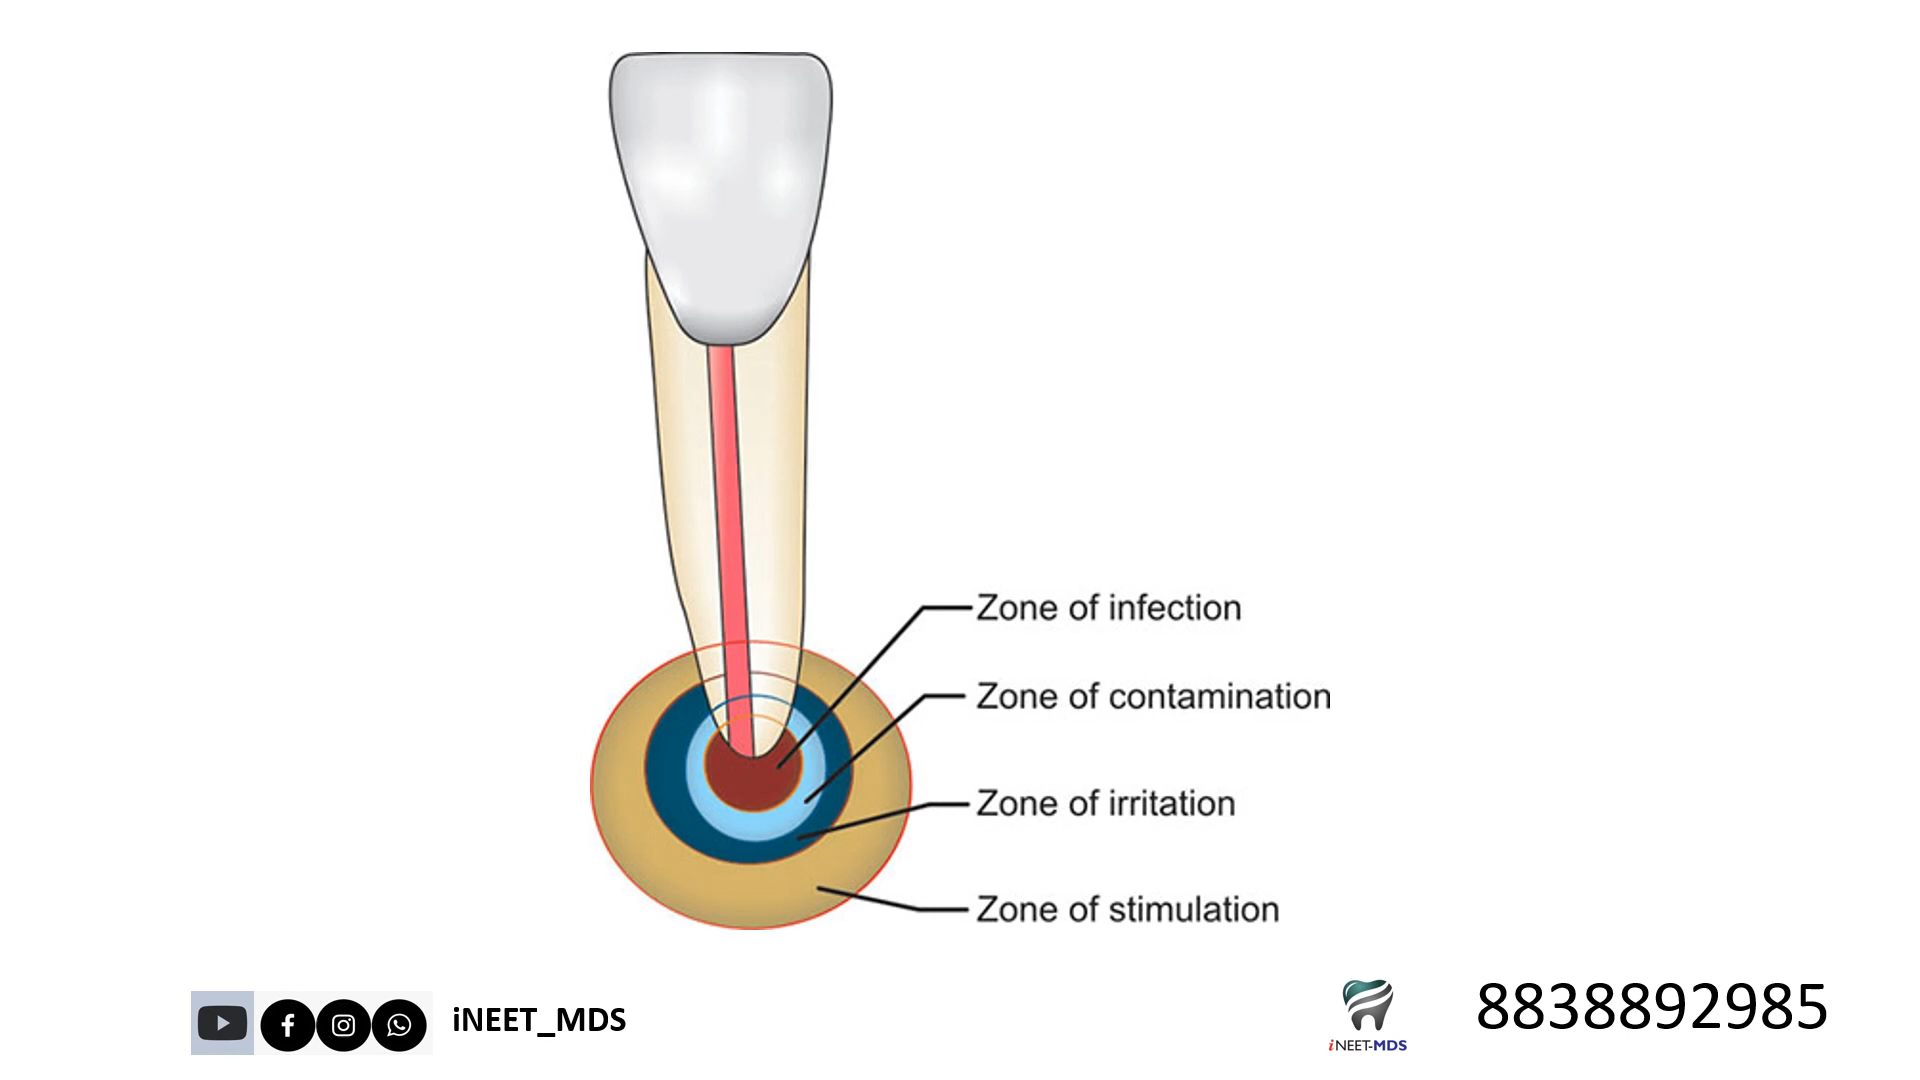 Zone of infection
Zone of contamination
Zone of irritation
Zone of stimulation
iNEET_MDS
iNEET-MDS
8838892985